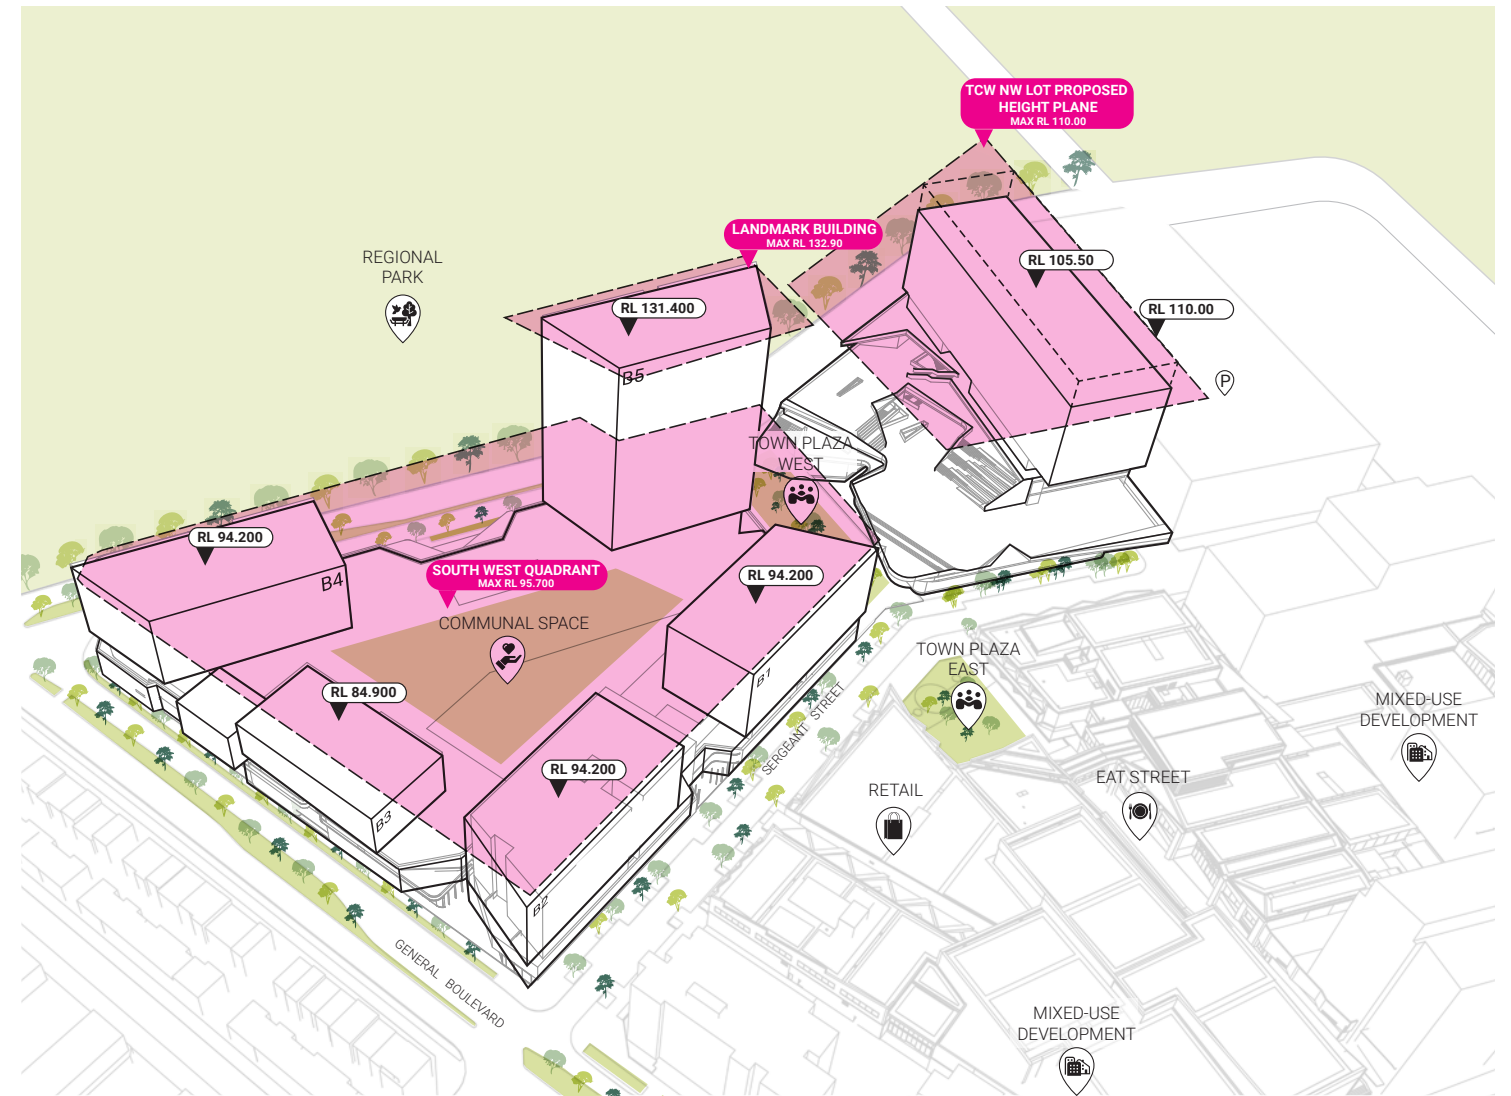 TCW NW LOT PROPOSED
HEIGHT PLANE
MAX RL 110.00
LANDMARK BUILDING
MAX RL 132.90
REGIONAL
PARK
RL 105.50
RL 131.400
RL 110.00
B5
P
TOWN PLAZA
WEST
RL 94.200
B4
SOUTH WEST QUADRANT
MAX RL 95.700
RL 94.200
COMMUNAL SPACE
TOWN PLAZA
EAST
B1
RL 84.900
SERGEANT STREET
MIXED-USE
DEVELOPMENT
RL 94.200
EAT STREET
RETAIL
B3
B2
GENERAL BOULEVARD
MIXED-USE
DEVELOPMENT